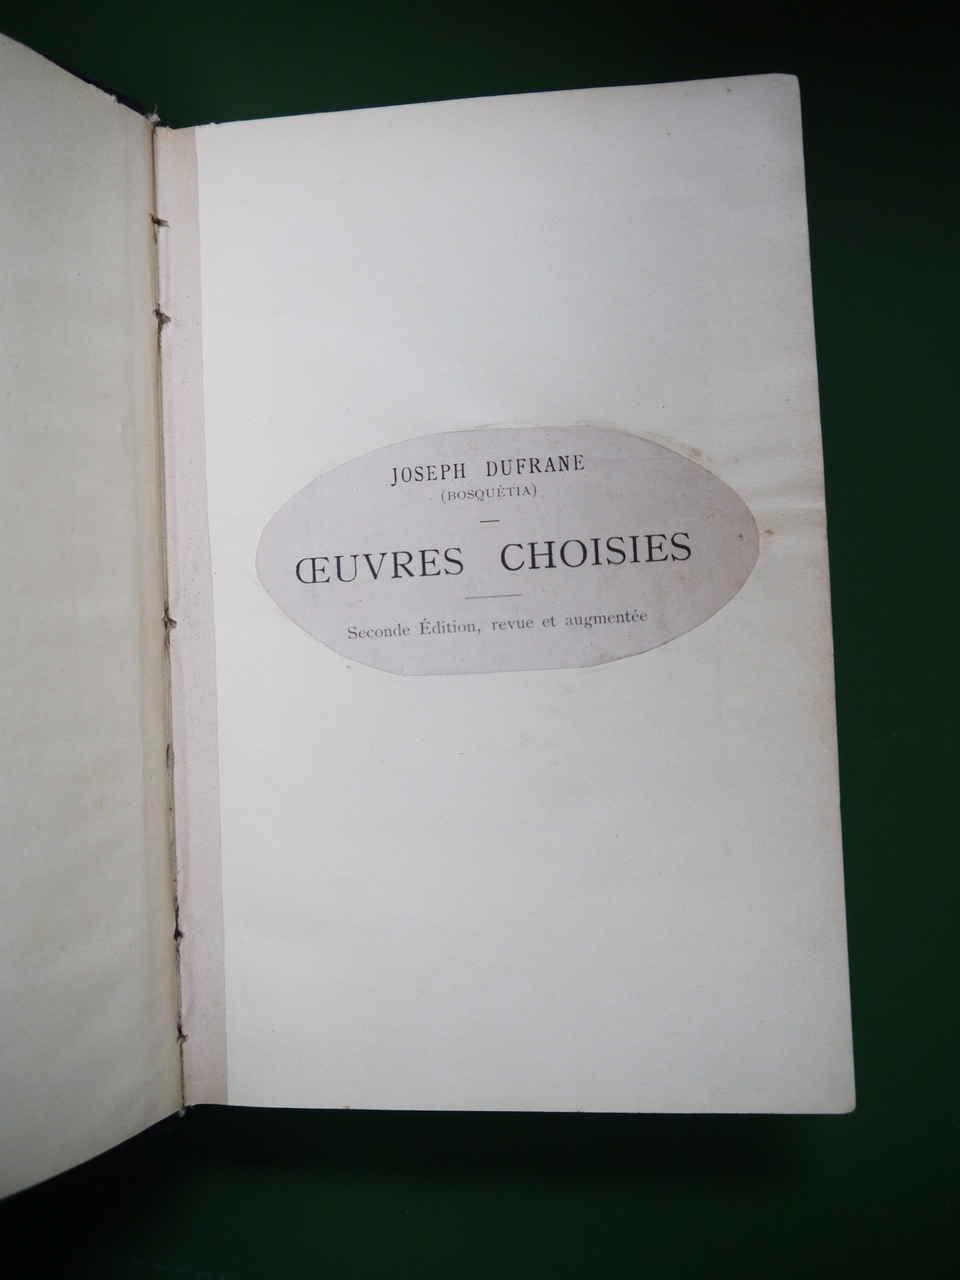 JOSEPH DUFRANE
(BOSQUÈTIA)
ŒUVRES CHOISIES
Seconde Édition, revue et augmentée